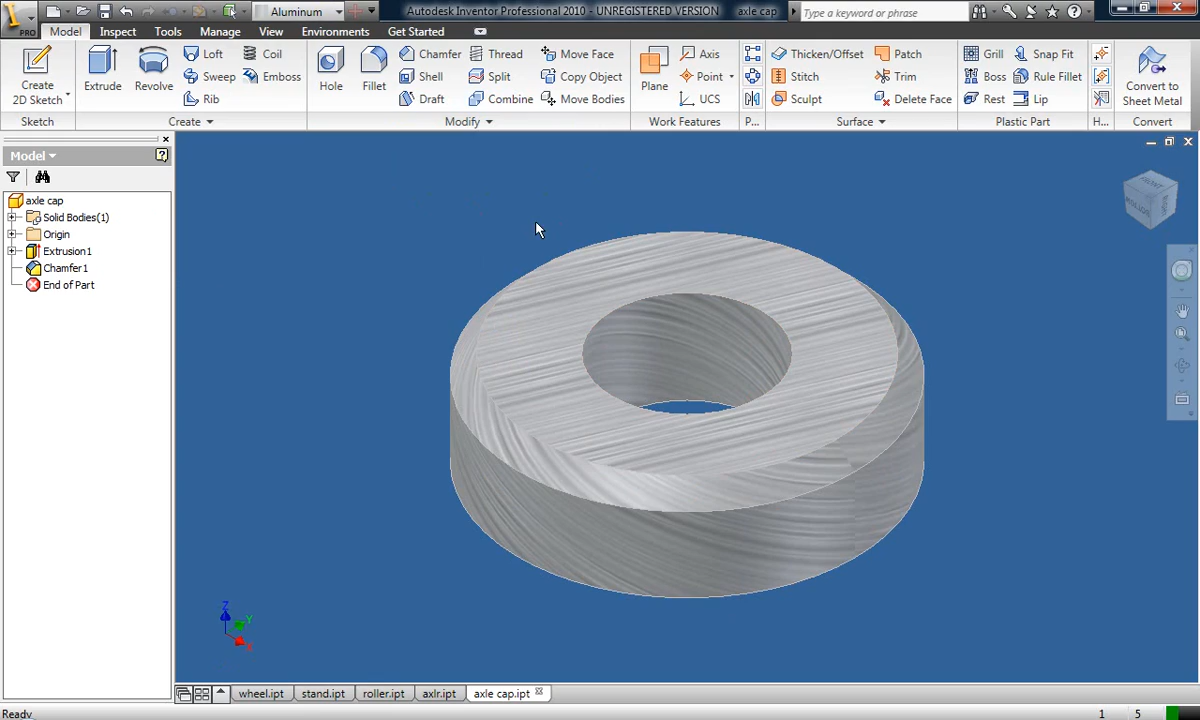 Aluminum
Autodesk Inventor Professional 2010 - UNREGISTERED VERSION axle cap
Type a keyword or phrase
PRO
Model Inspect Tools Manage View Environments Get Started
Create 2D Sketch
Extrude
Revolve
Loft
Coil
Sweep
Emboss
Rib
Hole
Fillet
Chamfer
Thread
Move Face
Shell
Split
Copy Object
Draft
Combine
Move Bodies
Plane
Axis
Point
UCS
Thicken/Offset
Patch
Stitch
Trim
Sculpt
Delete Face
Grill
Snap Fit
Boss
Rule Fillet
Rest
Lip
Convert to Sheet Metal
Sketch Create Modify Work Features P... Surface Plastic Part H... Convert
Model
axle cap
Solid Bodies(1)
Origin
Extrusion1
Chamfer1
End of Part
Z
Y
X
wheel.ipt stand.ipt roller.ipt axlr.ipt axle cap.ipt
Ready
1 5